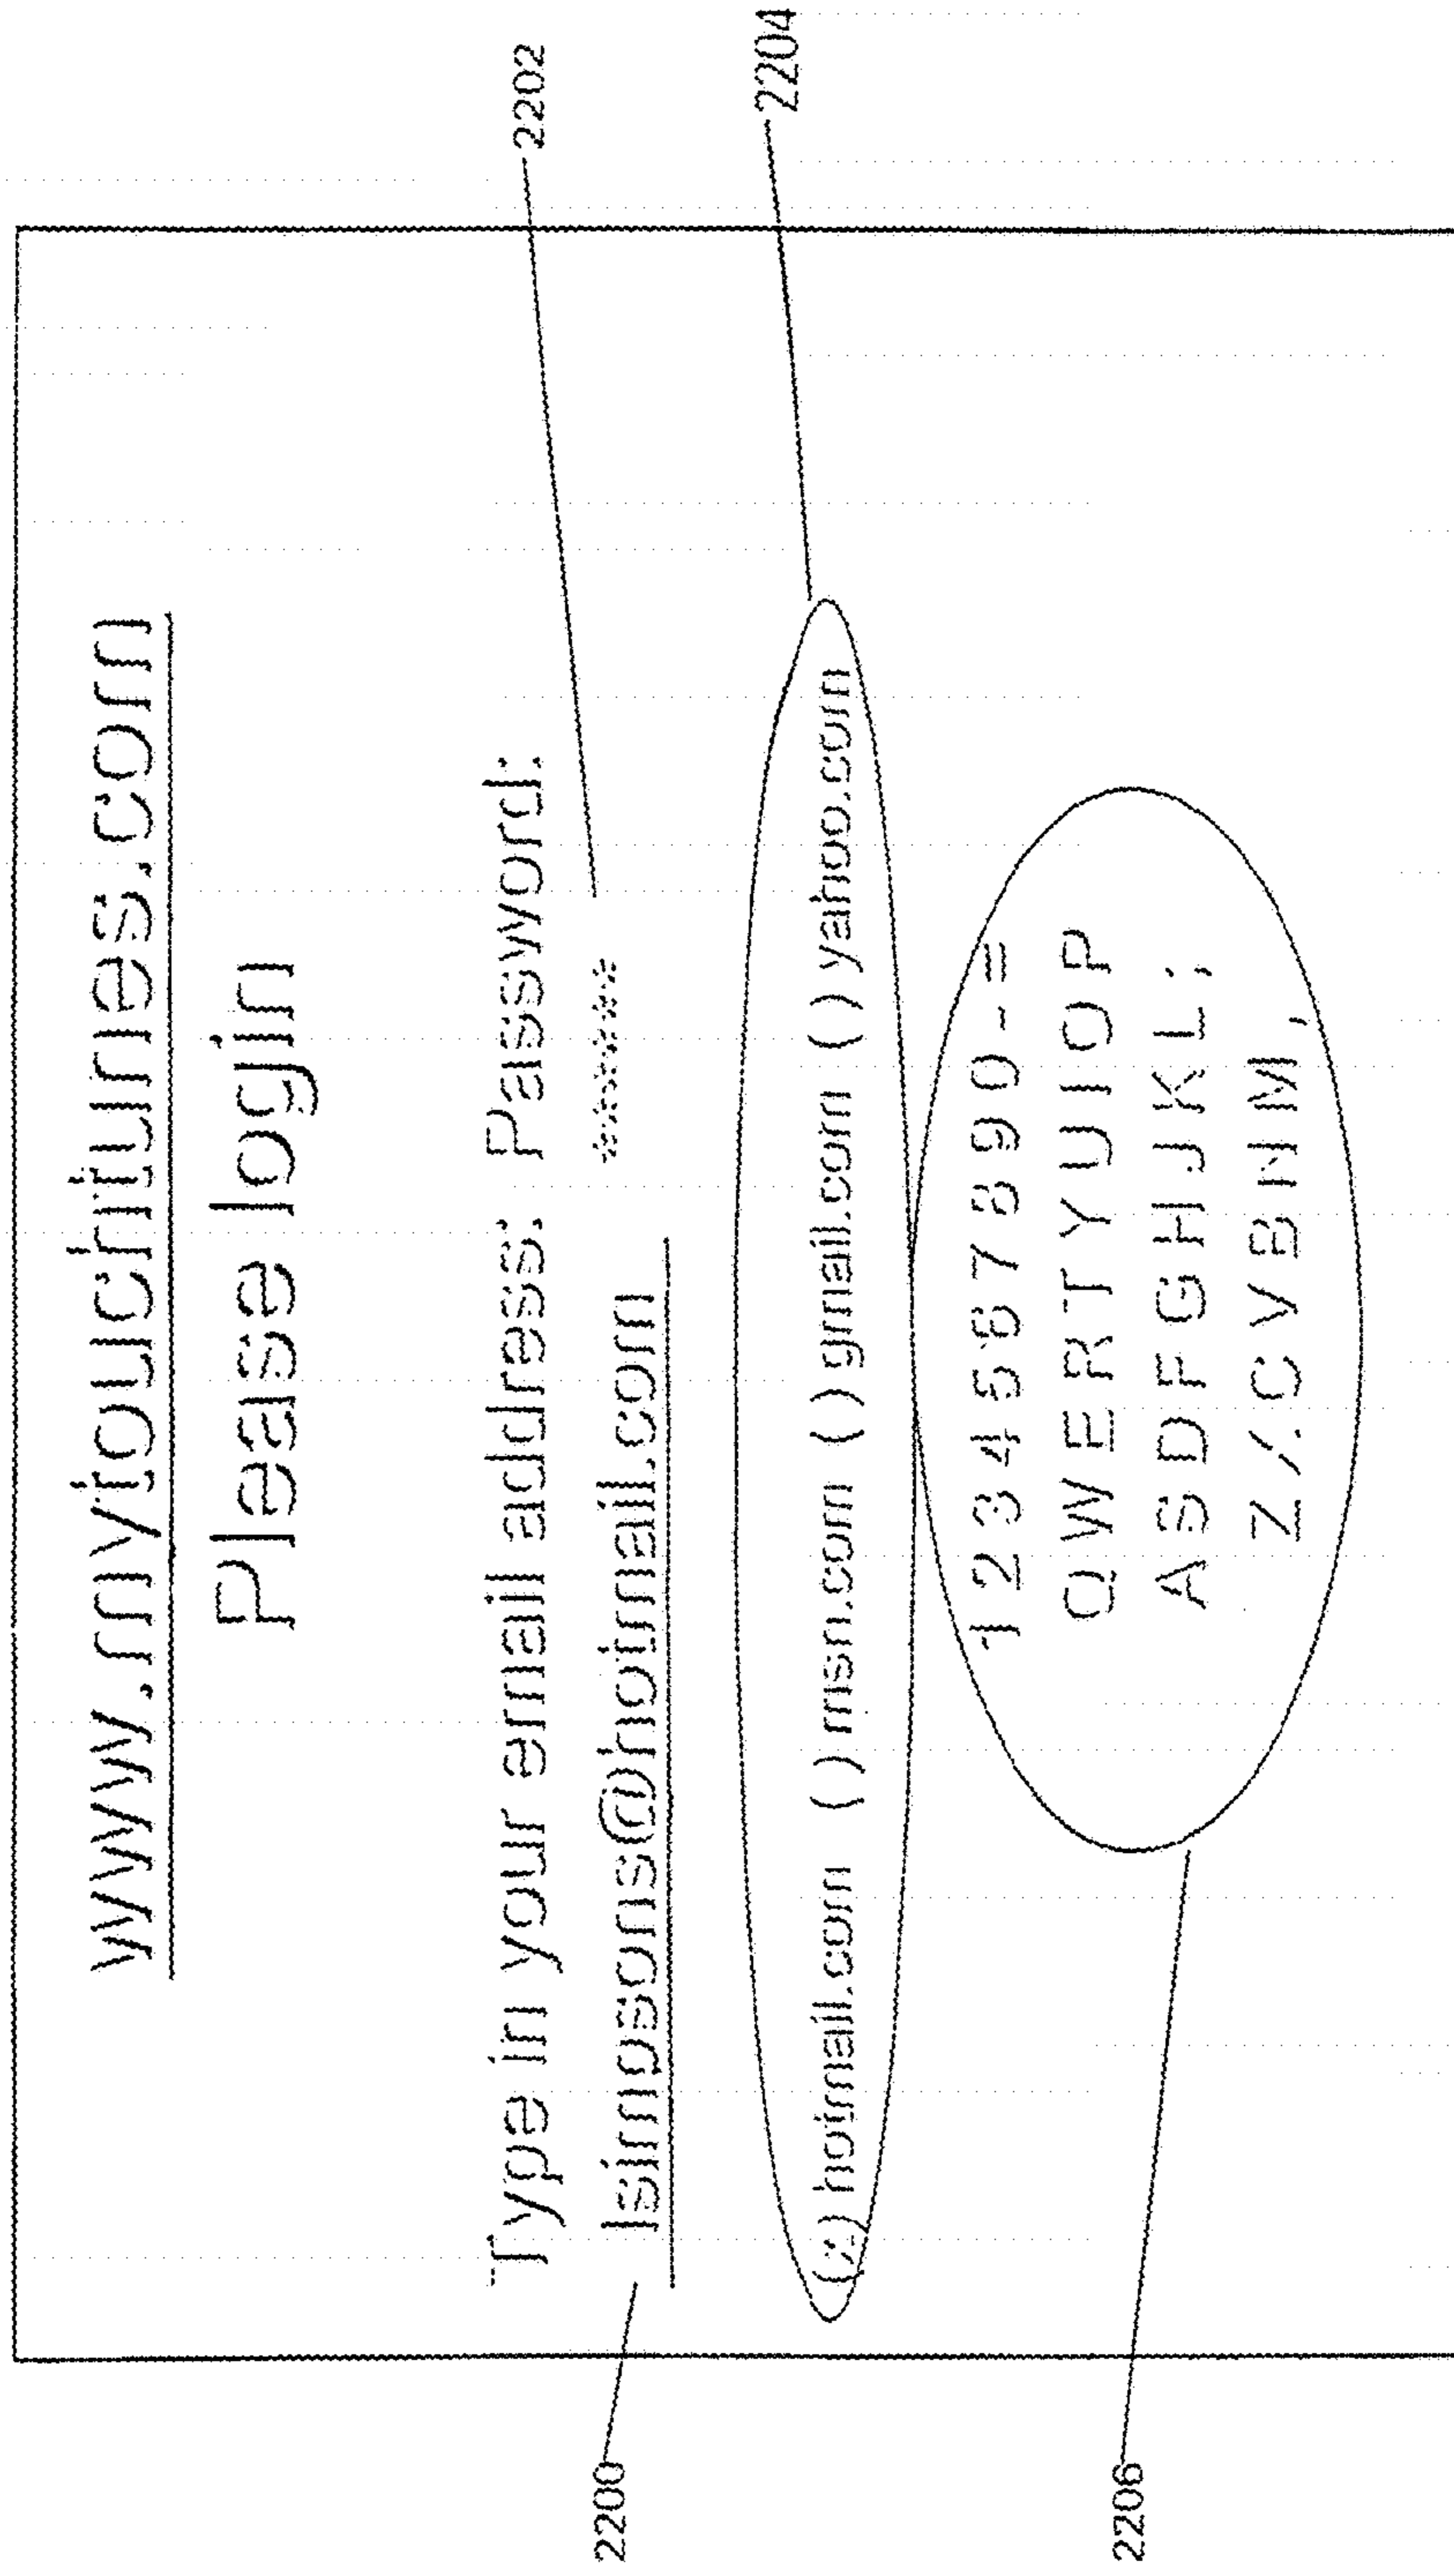 www.mytouchtunes.com
Please login
Type in your email address: Password:
lsimpsons@hotmail.com ******
(x) hotmail.com () msn.com () gmail.com () yahoo.com
1 2 3 4 5 6 7 8 9 0 - =
Q W E R T Y U I O P
A S D F G H J K L ;
Z X C V B N M ,
2200
2202
2204
2206